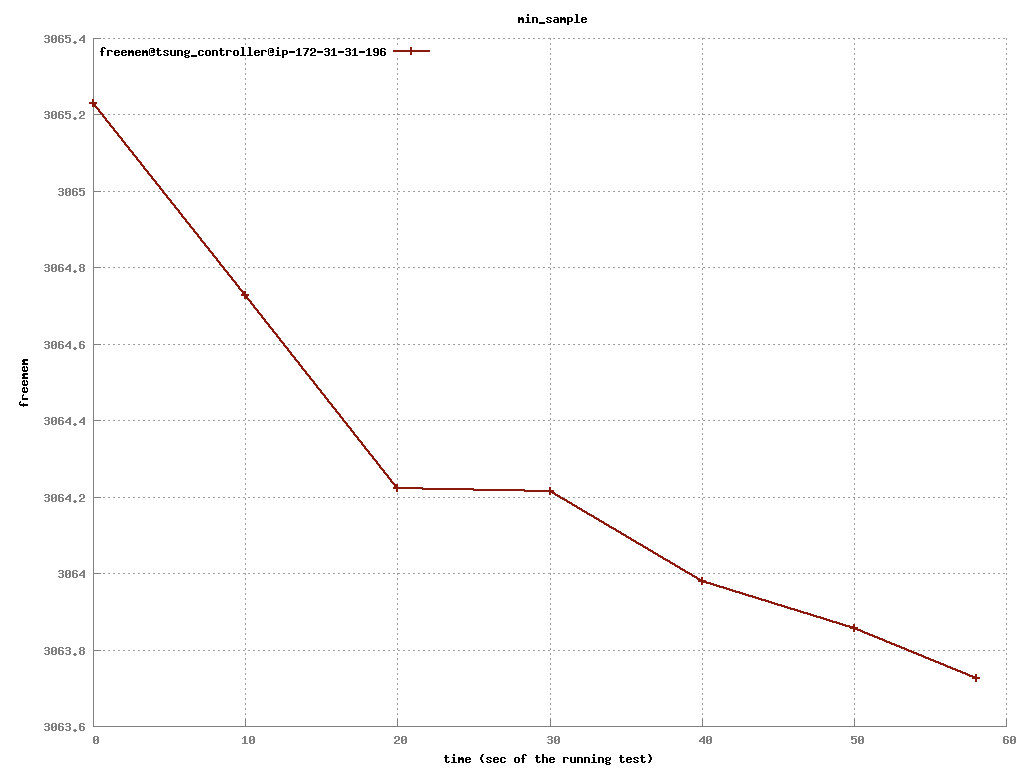 min_sample
freemem@tsung_controller@ip-172-31-31-196
3065.4
3065.2
3065
3064.8
3064.6
3064.4
3064.2
3064
3063.8
3063.6
freemem
0 10 20 30 40 50 60
time (sec of the running test)